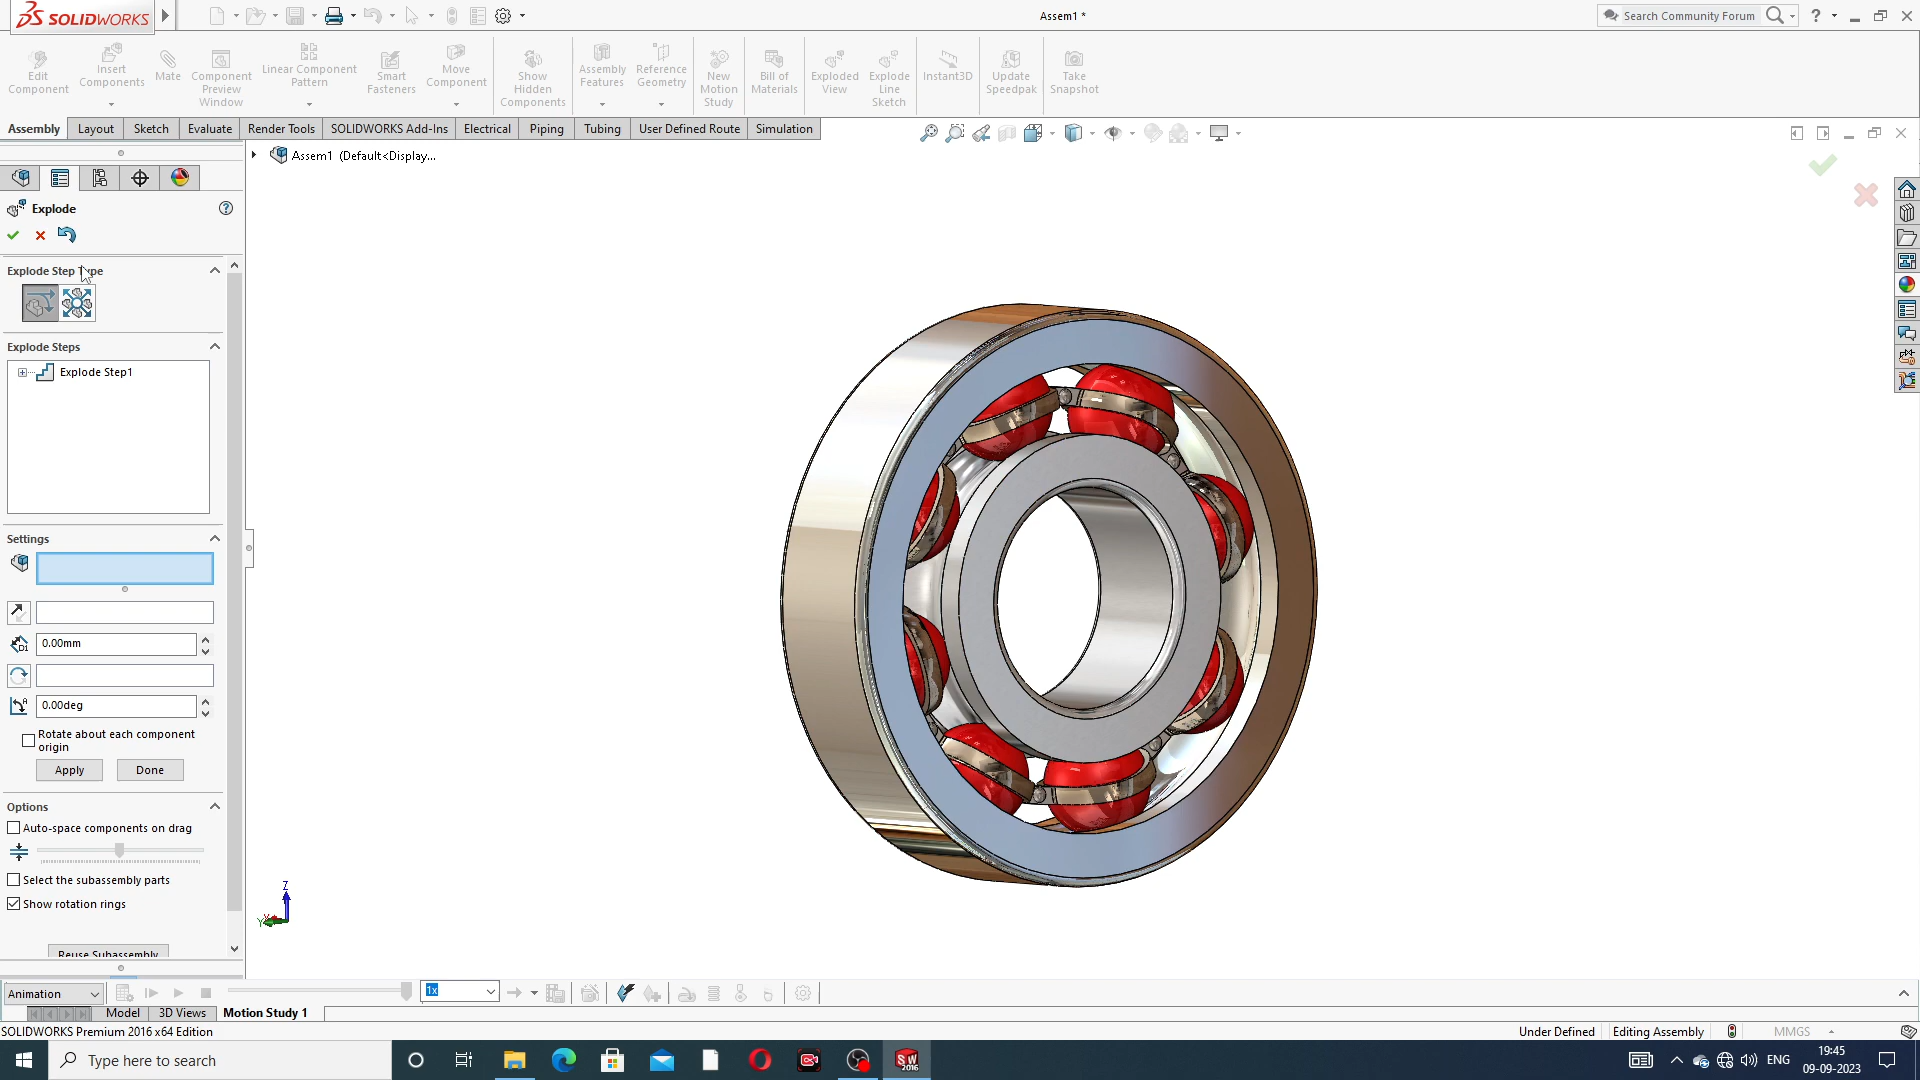 SOLIDWORKS
Assem1 *
Search Community Forum
Edit Component
Insert Components
Mate
Component Preview Window
Linear Component Pattern
Smart Fasteners
Move Component
Show Hidden Components
Assembly Features
Reference Geometry
New Motion Study
Bill of Materials
Exploded View
Explode Line Sketch
Instant3D
Update Speedpak
Take Snapshot
Assembly
Layout
Sketch
Evaluate
Render Tools
SOLIDWORKS Add-Ins
Electrical
Piping
Tubing
User Defined Route
Simulation
Assem1 (Default<Display...
Explode
Explode Step Type
Explode Steps
Explode Step1
Settings
0.00mm
0.00deg
Rotate about each component
origin
Apply
Done
Options
Auto-space components on drag
Select the subassembly parts
Show rotation rings
Reuse Subassembly
Z
Y
X
Animation
1x
Model
3D Views
Motion Study 1
SOLIDWORKS Premium 2016 x64 Edition
Under Defined
Editing Assembly
MMGS
Type here to search
SW
2016
ENG
19:45
09-09-2023